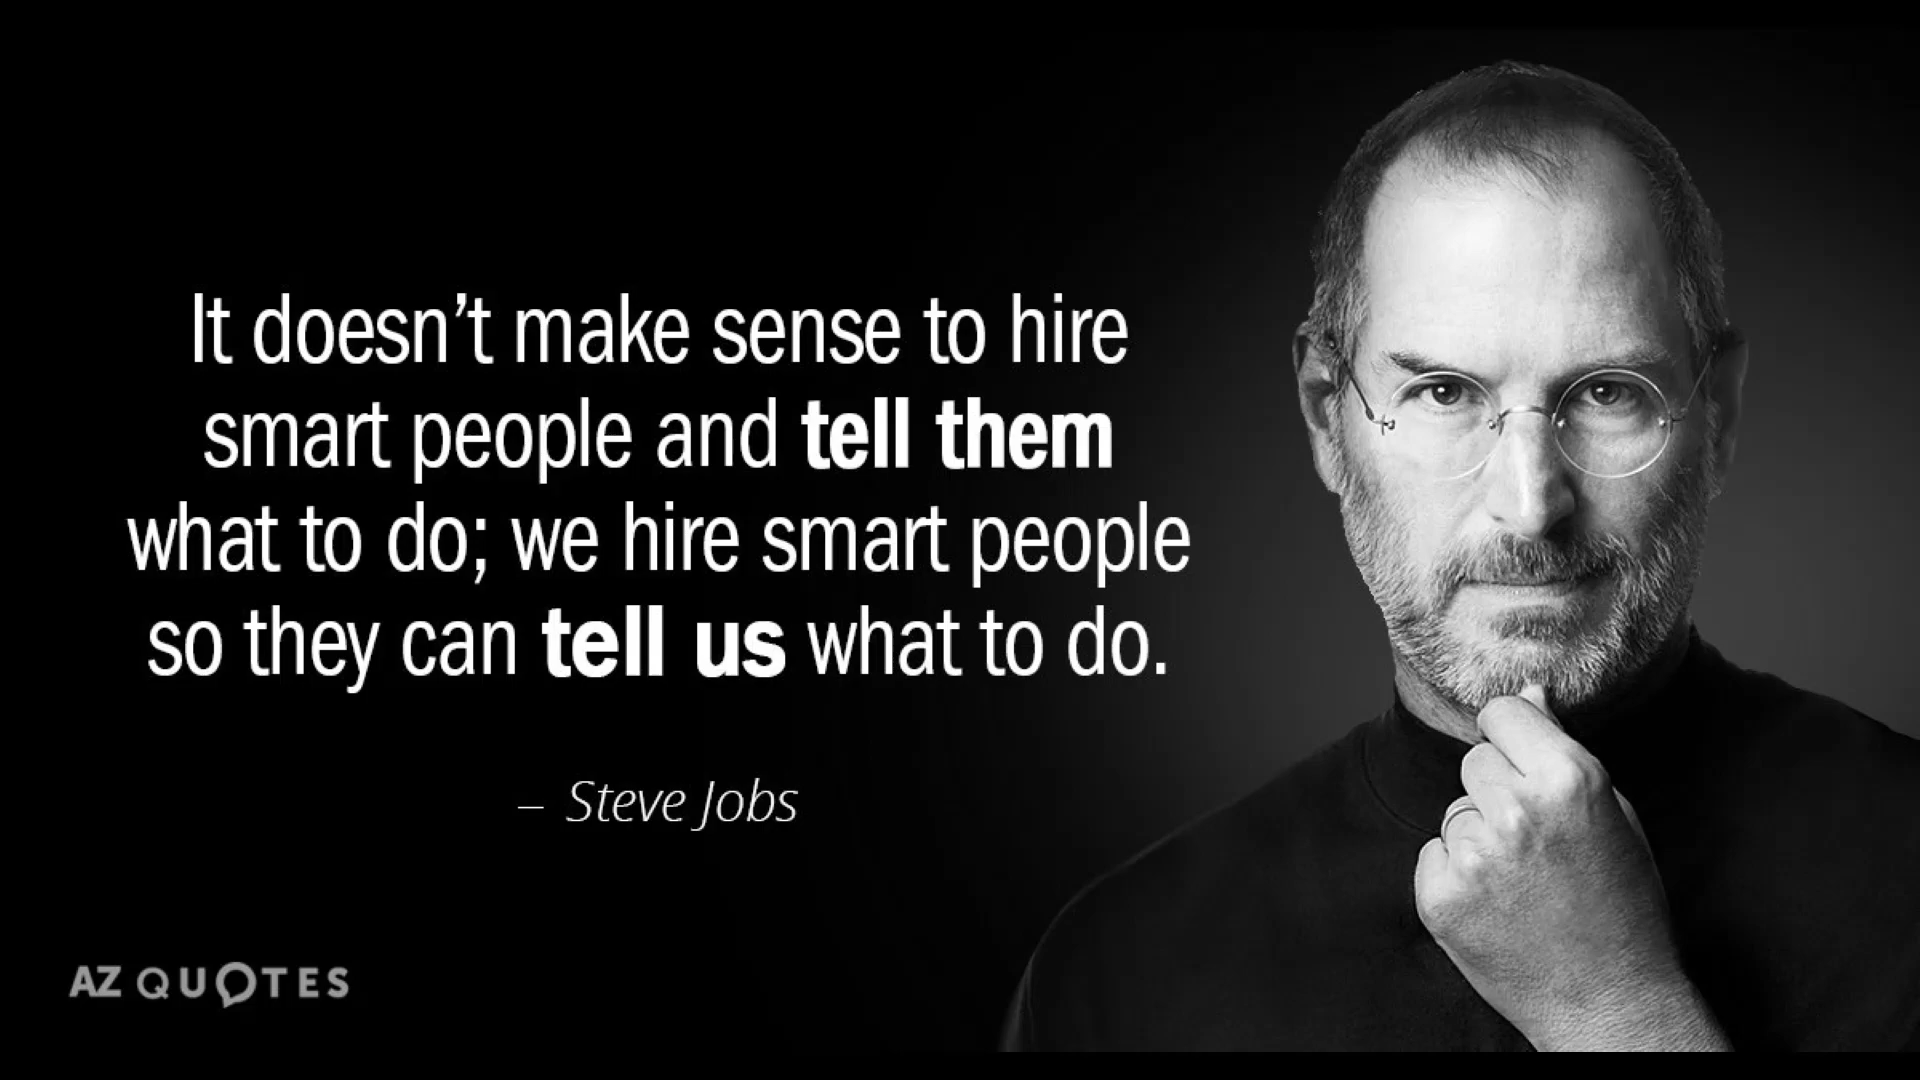 It doesn’t make sense to hire
smart people and tell them
what to do; we hire smart people
so they can tell us what to do.
– Steve Jobs
AZ QUOTES